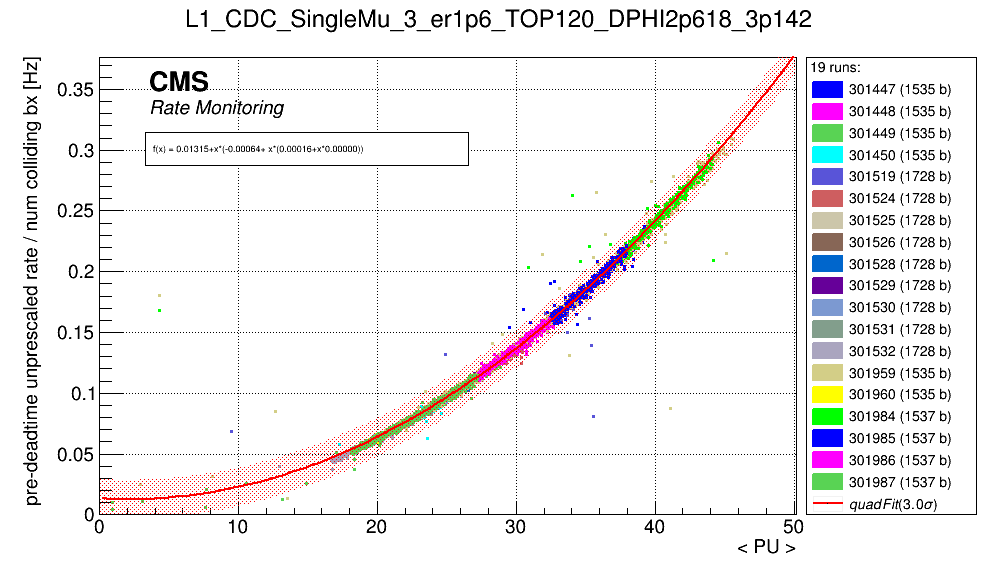 L1_CDC_SingleMu_3_er1p6_TOP120_DPHI2p618_3p142
pre-deadtime unprescaled rate / num colliding bx [Hz]
CMS
Rate Monitoring
f(x) = 0.01315+x*(-0.00064+ x*(0.00016+x*0.00000))
0.35
0.3
0.25
0.2
0.15
0.1
0.05
0
0 10 20 30 40 50
< PU >
19 runs:
301447 (1535 b)
301448 (1535 b)
301449 (1535 b)
301450 (1535 b)
301519 (1728 b)
301524 (1728 b)
301525 (1728 b)
301526 (1728 b)
301528 (1728 b)
301529 (1728 b)
301530 (1728 b)
301531 (1728 b)
301532 (1728 b)
301959 (1535 b)
301960 (1535 b)
301984 (1537 b)
301985 (1537 b)
301986 (1537 b)
301987 (1537 b)
quadFit(3.0σ)